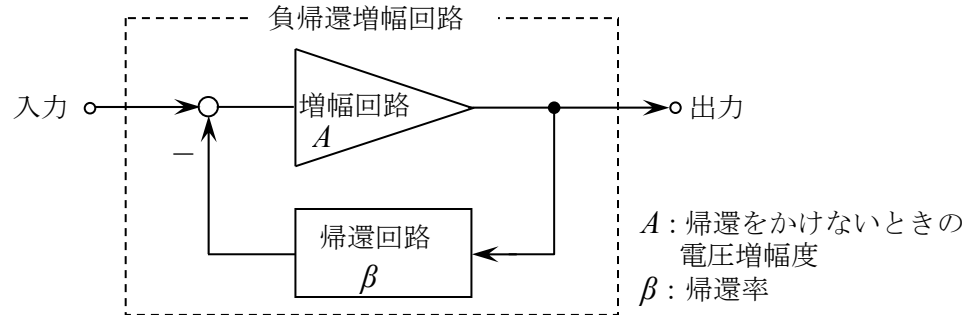 負帰還増幅回路
入力
増幅回路
A
出力
−
帰還回路
β
A : 帰還をかけないときの
電圧増幅度
β : 帰還率